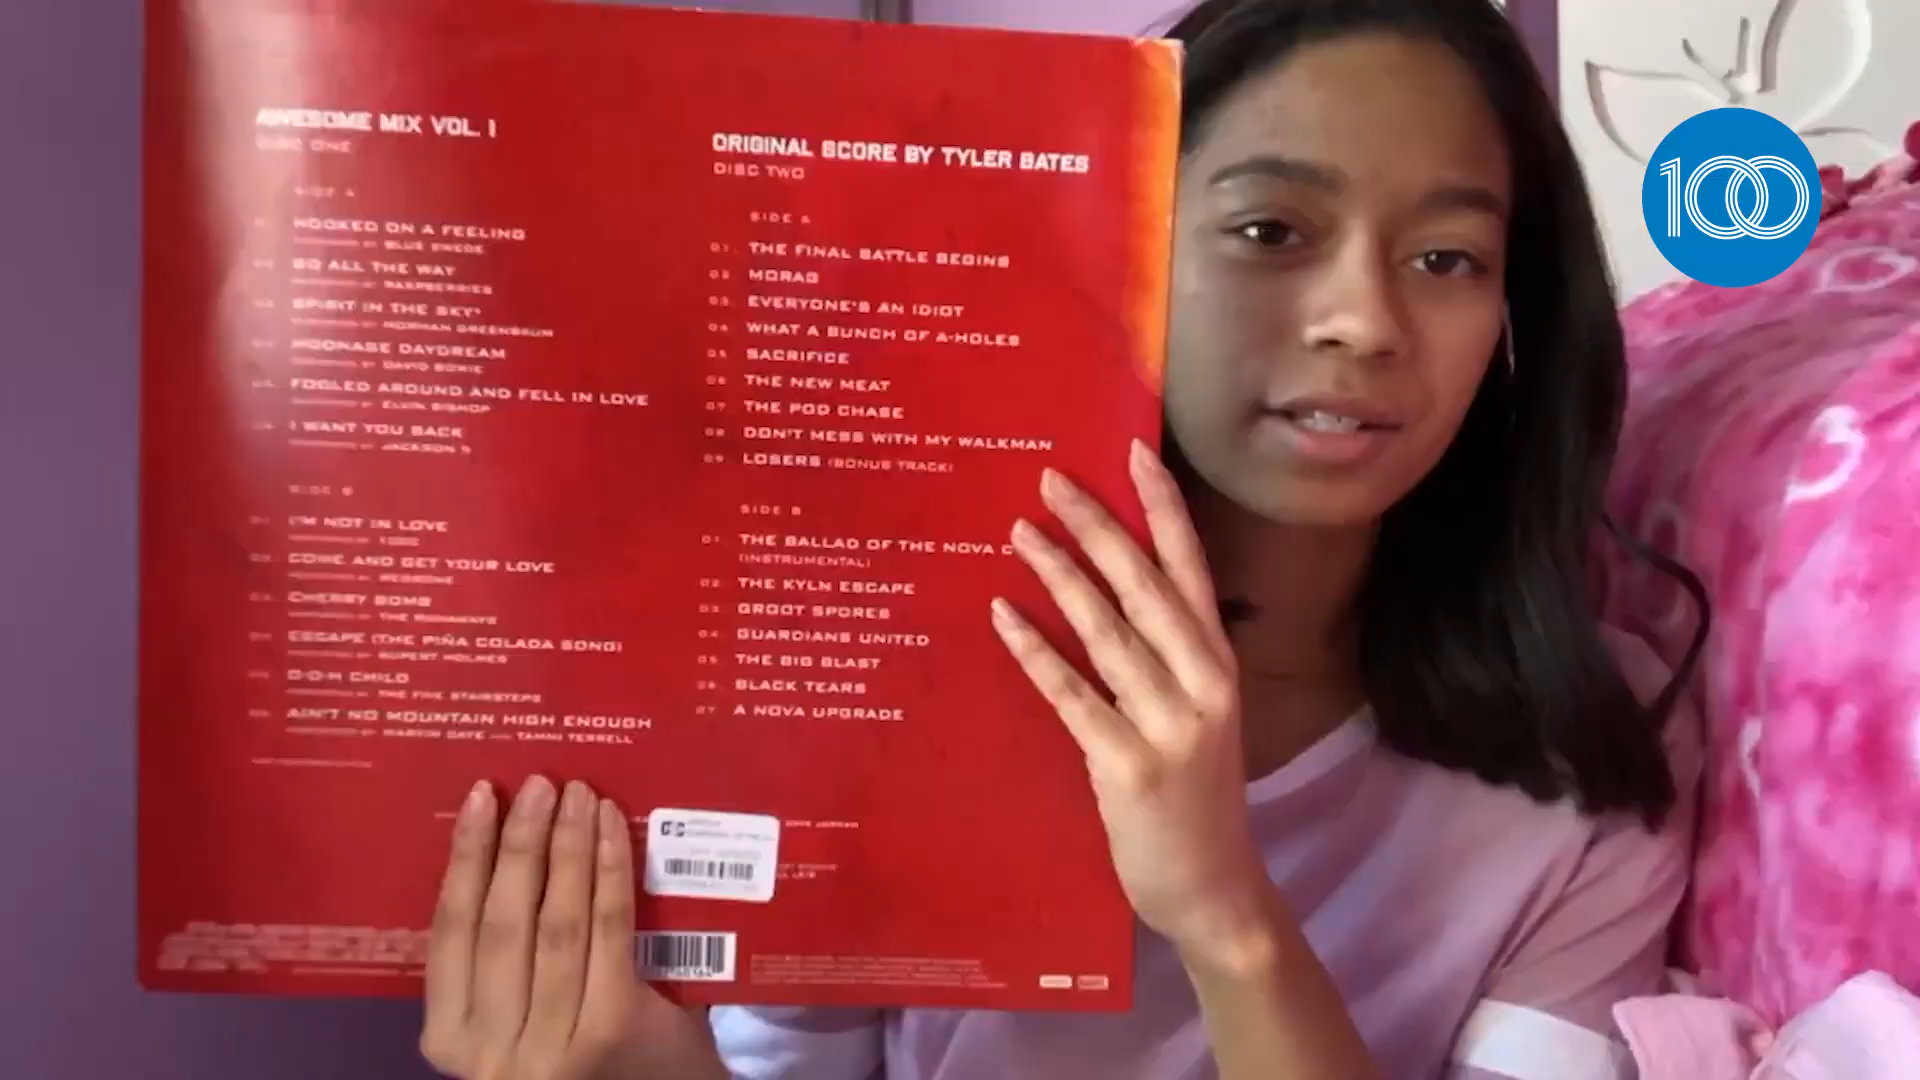 AWESOME MIX VOL. 1
DISC ONE
SIDE A
HOOKED ON A FEELING
BLUE SWEDE
GO ALL THE WAY
RASPBERRIES
SPIRIT IN THE SKY
NORMAN GREENBAUM
MOONAGE DAYDREAM
DAVID BOWIE
FOOLED AROUND AND FELL IN LOVE
ELVIN BISHOP
I WANT YOU BACK
JACKSON 5
SIDE B
I'M NOT IN LOVE
10CC
COME AND GET YOUR LOVE
REDBONE
CHERRY BOMB
THE RUNAWAYS
ESCAPE (THE PIÑA COLADA SONG)
RUPERT HOLMES
O-O-H CHILD
THE FIVE STAIRSTEPS
AIN'T NO MOUNTAIN HIGH ENOUGH
MARVIN GAYE AND TAMMI TERRELL
ORIGINAL SCORE BY TYLER BATES
DISC TWO
SIDE A
01. THE FINAL BATTLE BEGINS
02. MORAG
03. EVERYONE'S AN IDIOT
04. WHAT A BUNCH OF A-HOLES
05. SACRIFICE
06. THE NEW MEAT
07. THE POD CHASE
08. DON'T MESS WITH MY WALKMAN
09. LOSERS (BONUS TRACK)
SIDE B
01. THE BALLAD OF THE NOVA C
(INSTRUMENTAL)
02. THE KYLN ESCAPE
03. GROOT SPORES
04. GUARDIANS UNITED
05. THE BIG BLAST
06. BLACK TEARS
07. A NOVA UPGRADE
100